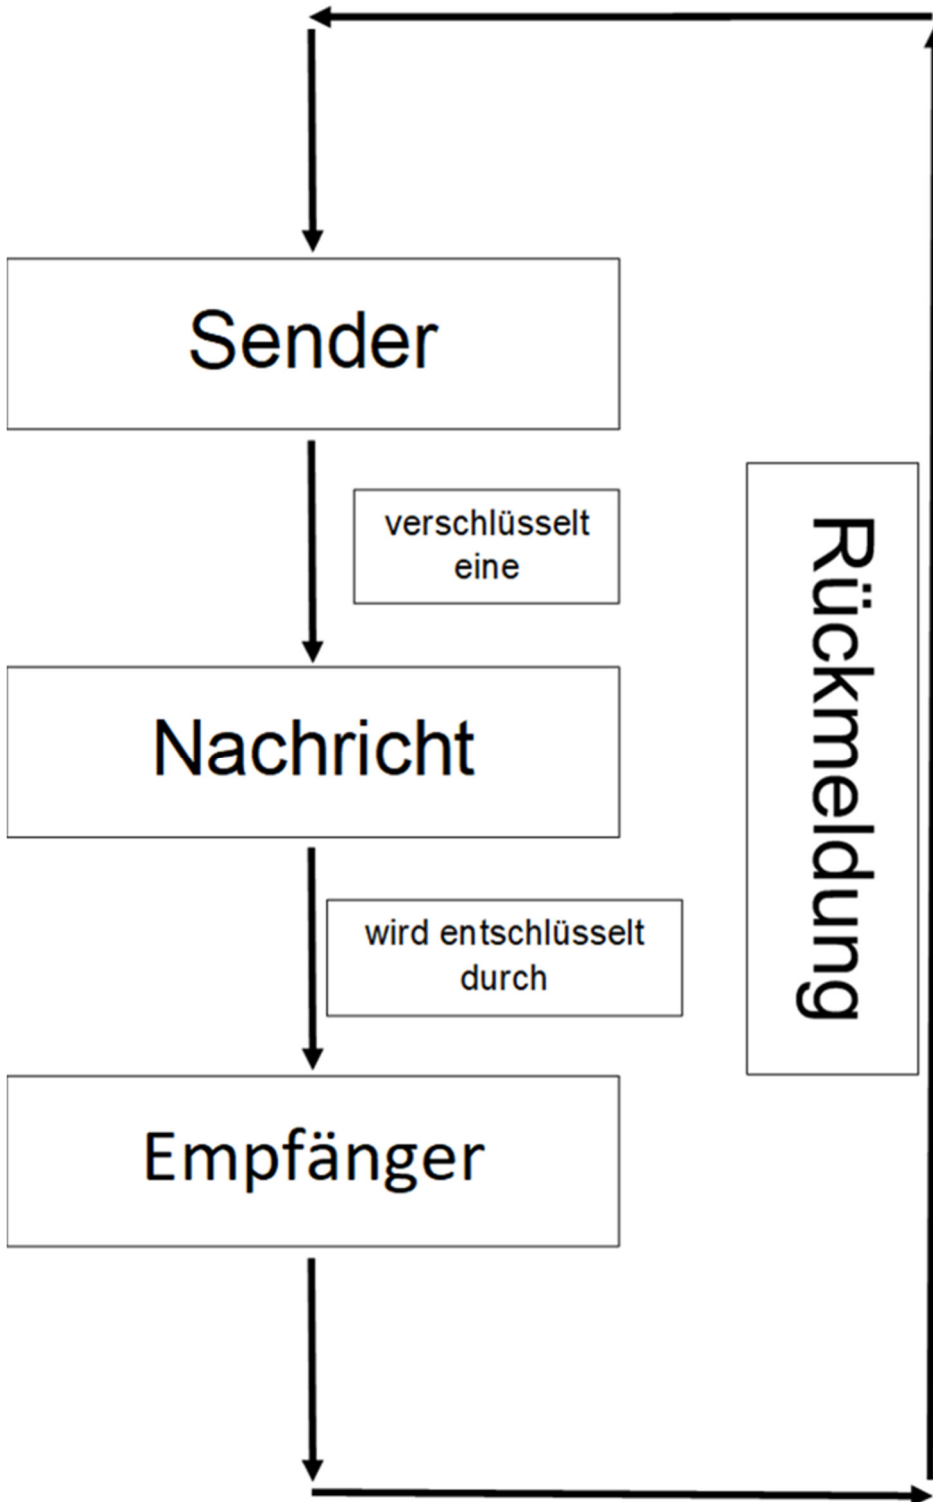 Sender
verschlüsselt
eine
Nachricht
wird entschlüsselt
durch
Empfänger
Rückmeldung